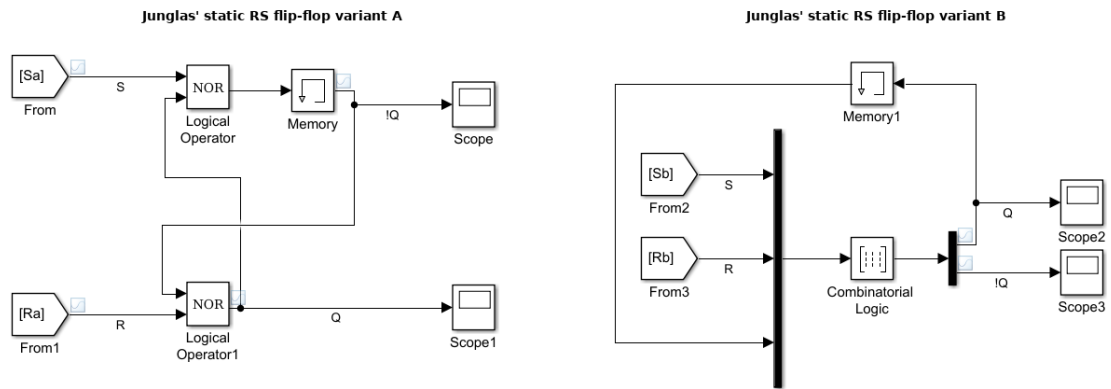 Junglas' static RS flip-flop variant A
[Sa]
From
S
NOR
Logical
Operator
Memory
!Q
Scope
[Ra]
From1
R
NOR
Logical
Operator1
Q
Scope1
Junglas' static RS flip-flop variant B
Memory1
[Sb]
From2
S
Q
Scope2
[Rb]
From3
R
Combinatorial
Logic
!Q
Scope3